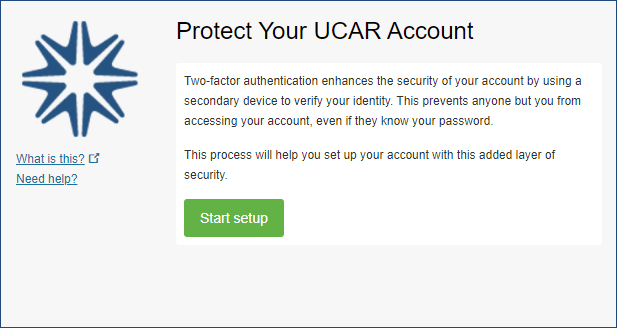 Protect Your UCAR Account
Two-factor authentication enhances the security of your account by using a
secondary device to verify your identity. This prevents anyone but you from
accessing your account, even if they know your password.
This process will help you set up your account with this added layer of
security.
Start setup
What is this?
Need help?